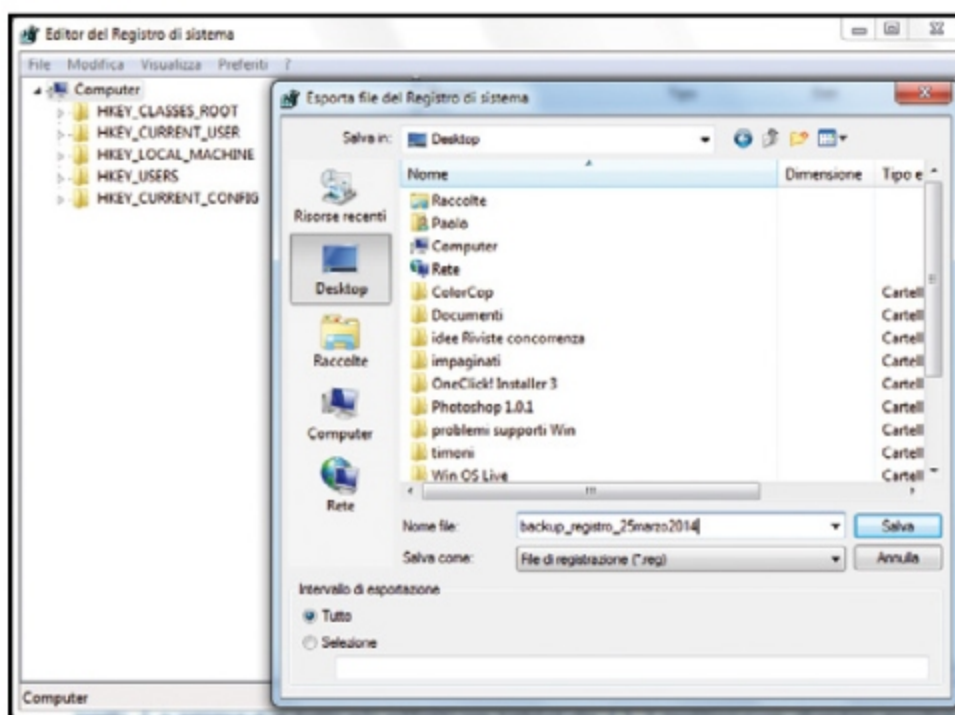 Editor del Registro di sistema
File Modifica Visualizza Preferiti ?
Computer
HKEY_CLASSES_ROOT
HKEY_CURRENT_USER
HKEY_LOCAL_MACHINE
HKEY_USERS
HKEY_CURRENT_CONFIG
Computer
Esporta file del Registro di sistema
Salva in: Desktop
Risorse recenti
Desktop
Raccolte
Computer
Rete
Nome Dimensione Tipo e
Raccolte
Paolo
Computer
Rete
ColorCop Cartell
Documenti Cartell
idee Riviste concorrenza Cartell
impaginati Cartell
OneClick! Installer 3 Cartell
Photoshop 1.0.1 Cartell
problemi supporti Win Cartell
timoni Cartell
Win OS Live Cartell
Nome file: backup_registro_25marzo2014 Salva
Salva come: File di registrazione (*.reg) Annulla
Intervallo di esportazione
Tutto
Selezione